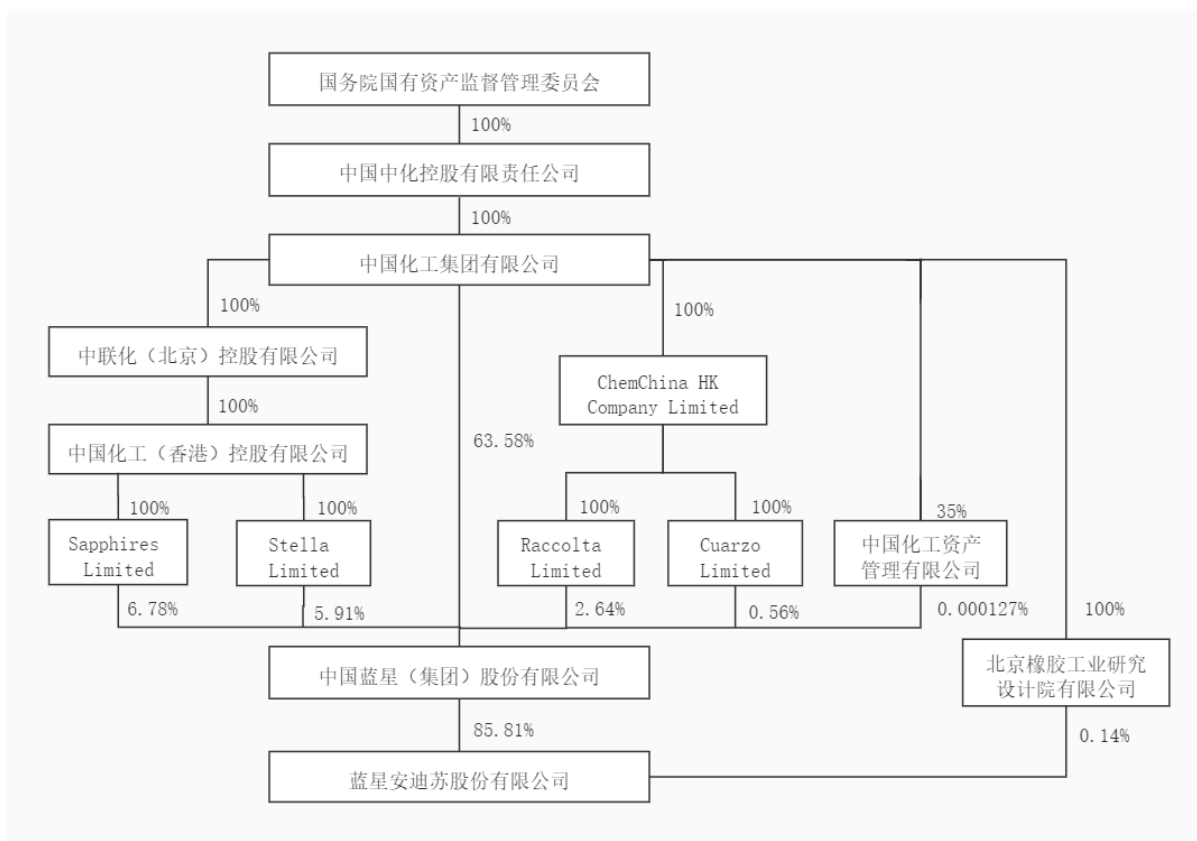 国务院国有资产监督管理委员会
100%
中国中化控股有限责任公司
100%
中国化工集团有限公司
100%
100%
中联化（北京）控股有限公司
ChemChina HK
Company Limited
100%
63.58%
中国化工（香港）控股有限公司
100%
100%
100%
100%
35%
Sapphires
Limited
Stella
Limited
Raccolta
Limited
Cuarzo
Limited
中国化工资产
管理有限公司
6.78%
5.91%
2.64%
0.56%
0.000127%
100%
中国蓝星（集团）股份有限公司
北京橡胶工业研究
设计院有限公司
85.81%
0.14%
蓝星安迪苏股份有限公司